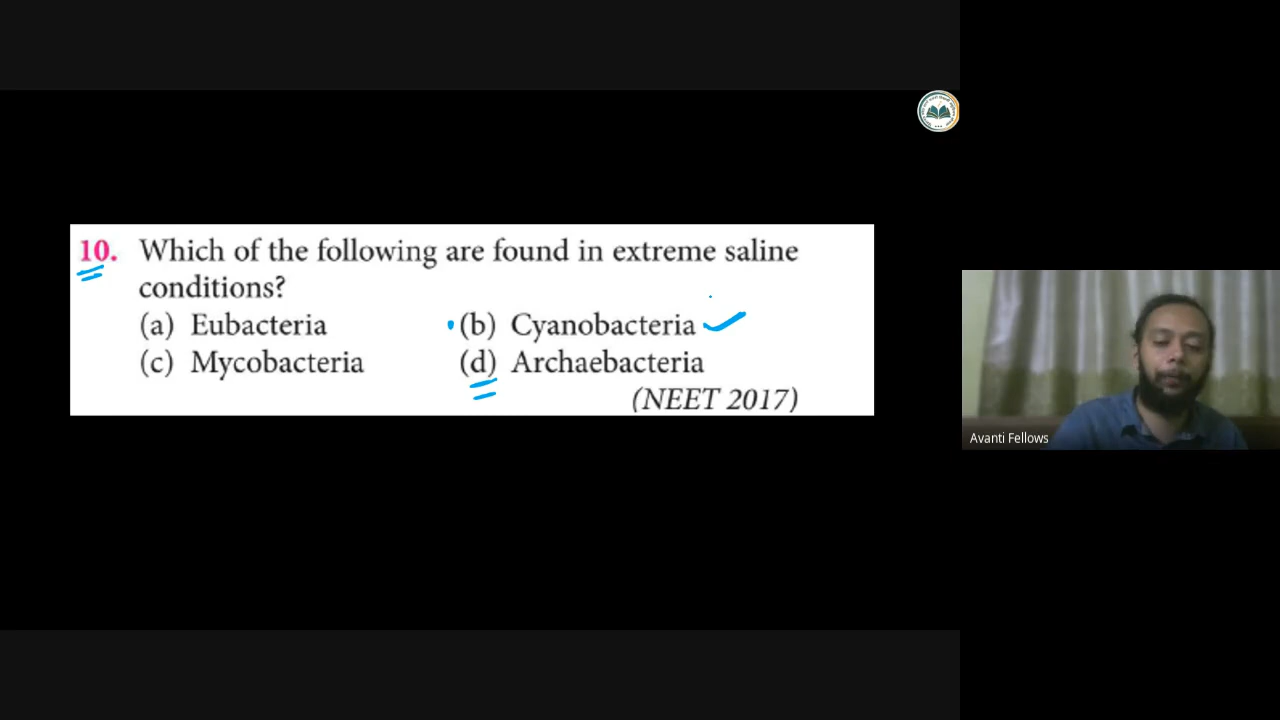 10. Which of the following are found in extreme saline
conditions?
(a) Eubacteria (b) Cyanobacteria
(c) Mycobacteria (d) Archaebacteria
(NEET 2017)
Avanti Fellows